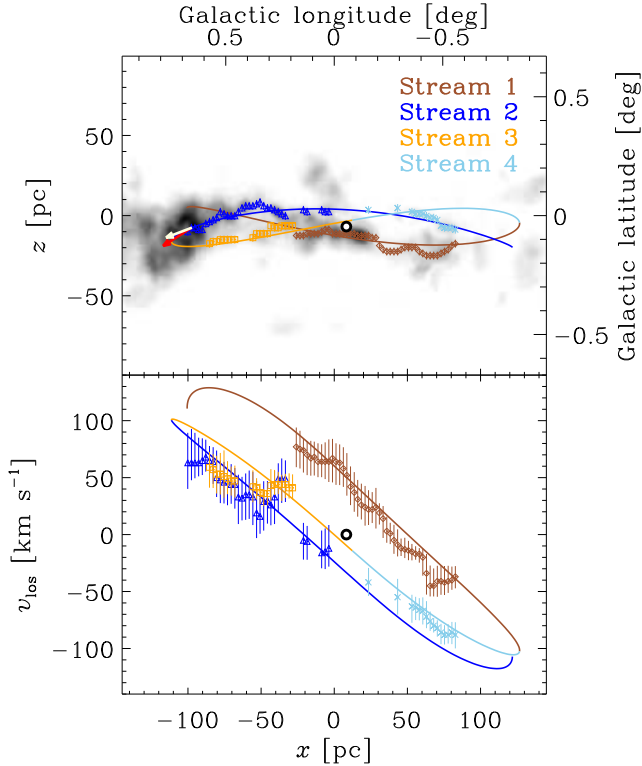 Galactic longitude [deg]
0.5 0 −0.5
Stream 1
Stream 2
Stream 3
Stream 4
50
0
−50
z [pc]
0.5
0
−0.5
Galactic latitude [deg]
100
50
0
−50
−100
v_los [km s⁻¹]
−100 −50 0 50 100
x [pc]